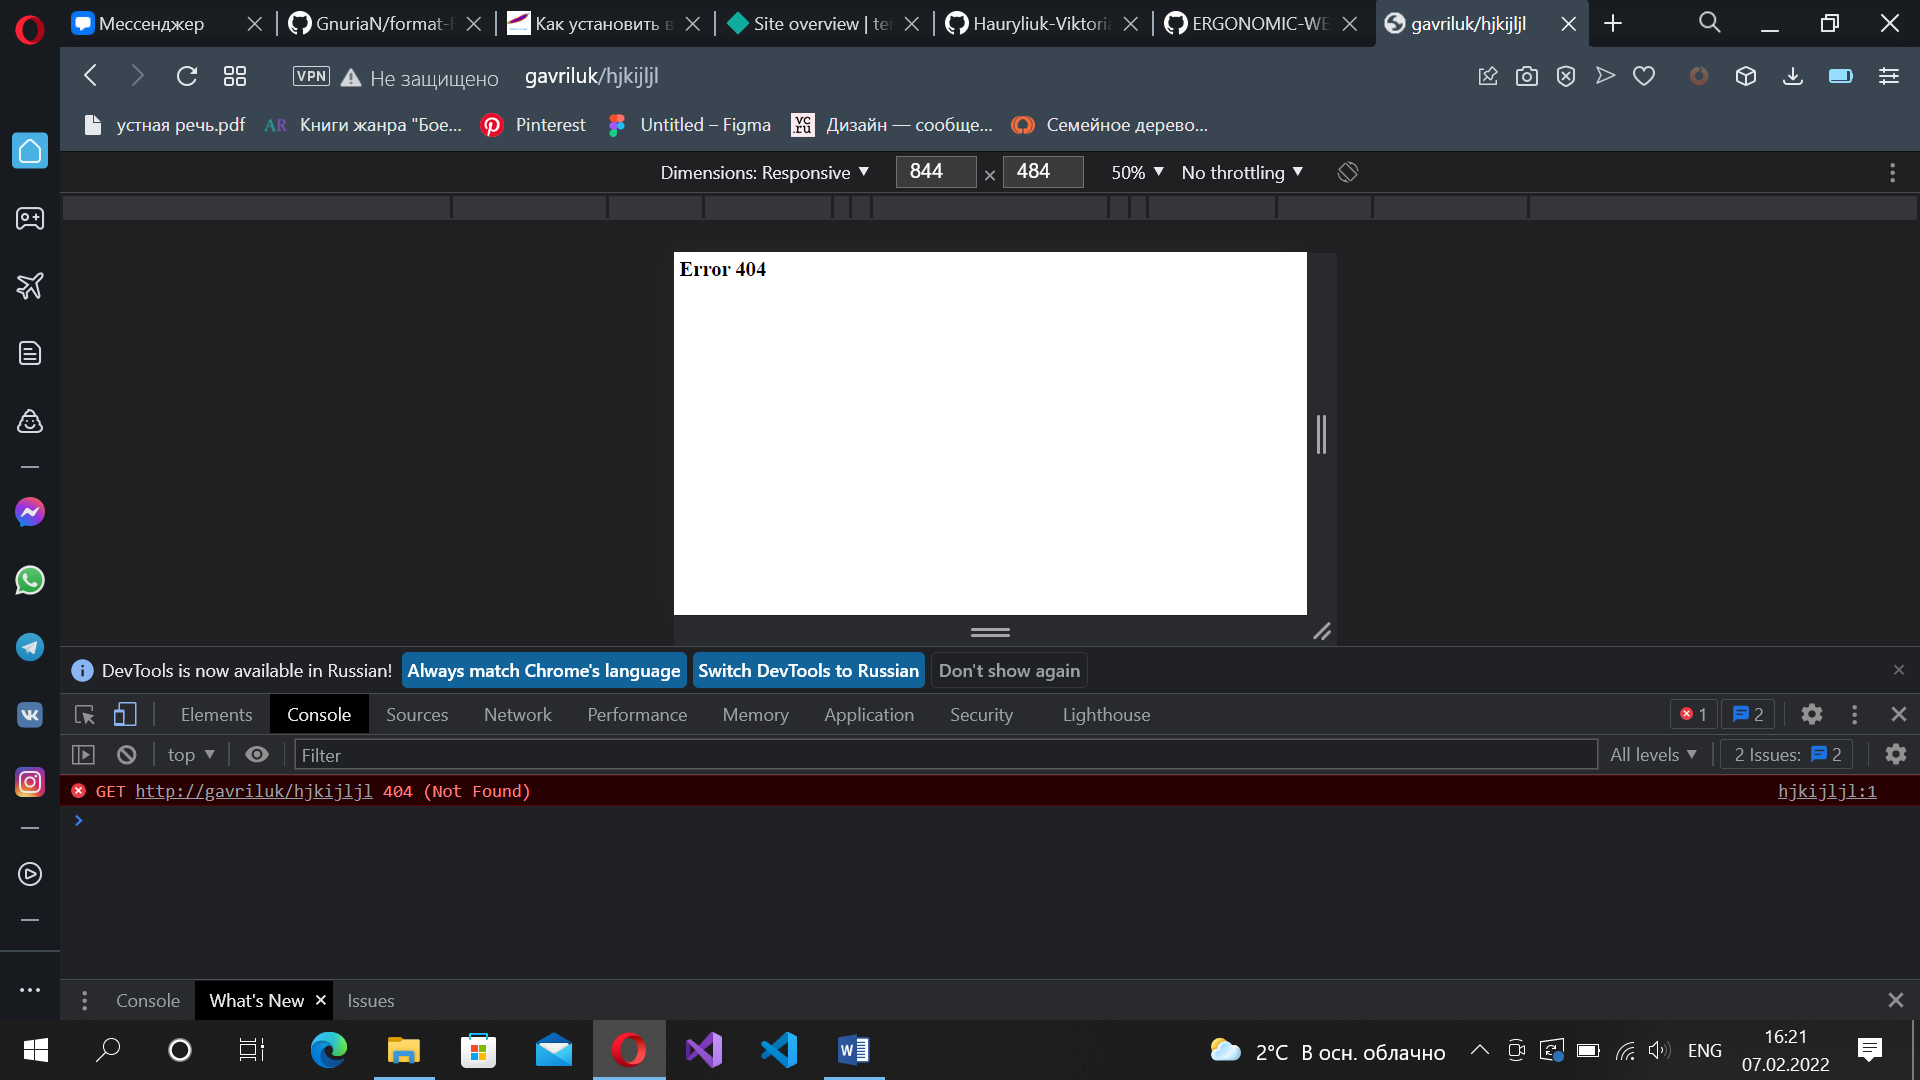 Мессенджер
GnuriaN/format-
Как установить в
Site overview | te
Hauryliuk-Viktori
ERGONOMIC-WE
gavriluk/hjkijljl
VPN
Не защищено
gavriluk/hjkijljl
устная речь.pdf
AR
Книги жанра "Бое...
Pinterest
Untitled – Figma
vc.ru
Дизайн — сообще...
Семейное дерево...
Dimensions: Responsive
844 × 484
50%
No throttling
Error 404
DevTools is now available in Russian!
Always match Chrome's language
Switch DevTools to Russian
Don't show again
Elements
Console
Sources
Network
Performance
Memory
Application
Security
Lighthouse
1
2
top
Filter
All levels
2 Issues:
2
GET http://gavriluk/hjkijljl 404 (Not Found)
hjkijljl:1
Console
What's New
Issues
2°C В осн. облачно
ENG
16:21
07.02.2022